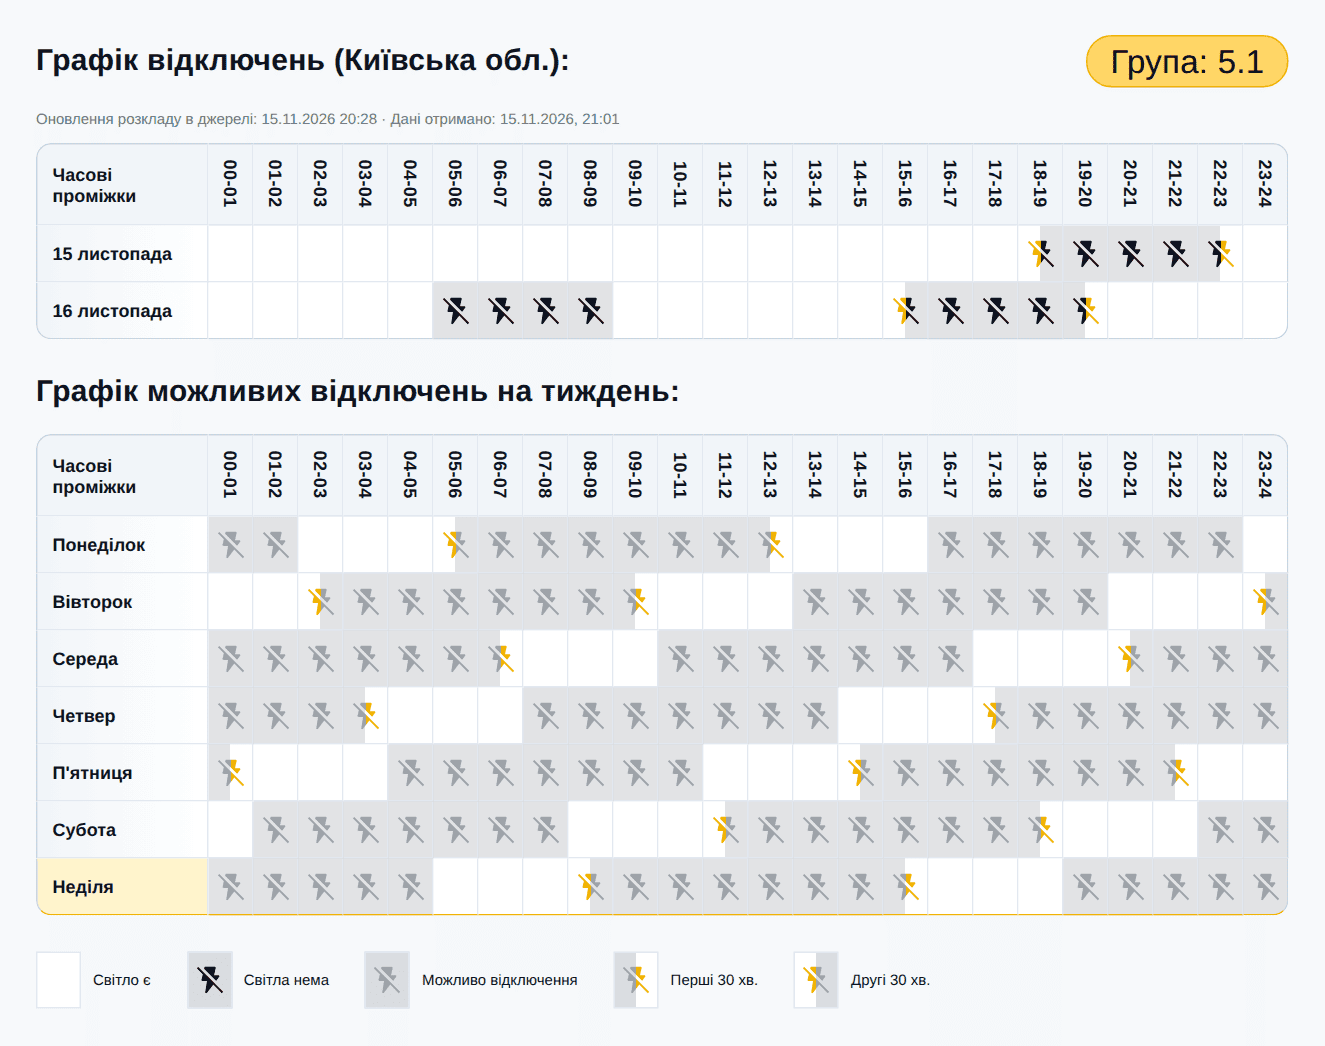 Графік відключень (Київська обл.):
Група: 5.1
Оновлення розкладу в джерелі: 15.11.2026 20:28 · Дані отримано: 15.11.2026, 21:01
Часові
проміжки
00-01 01-02 02-03 03-04 04-05 05-06 06-07 07-08 08-09 09-10 10-11 11-12 12-13 13-14 14-15 15-16 16-17 17-18 18-19 19-20 20-21 21-22 22-23 23-24
15 листопада
16 листопада
Графік можливих відключень на тиждень:
Часові
проміжки
00-01 01-02 02-03 03-04 04-05 05-06 06-07 07-08 08-09 09-10 10-11 11-12 12-13 13-14 14-15 15-16 16-17 17-18 18-19 19-20 20-21 21-22 22-23 23-24
Понеділок
Вівторок
Середа
Четвер
П'ятниця
Субота
Неділя
Світло є
Світла нема
Можливо відключення
Перші 30 хв.
Другі 30 хв.